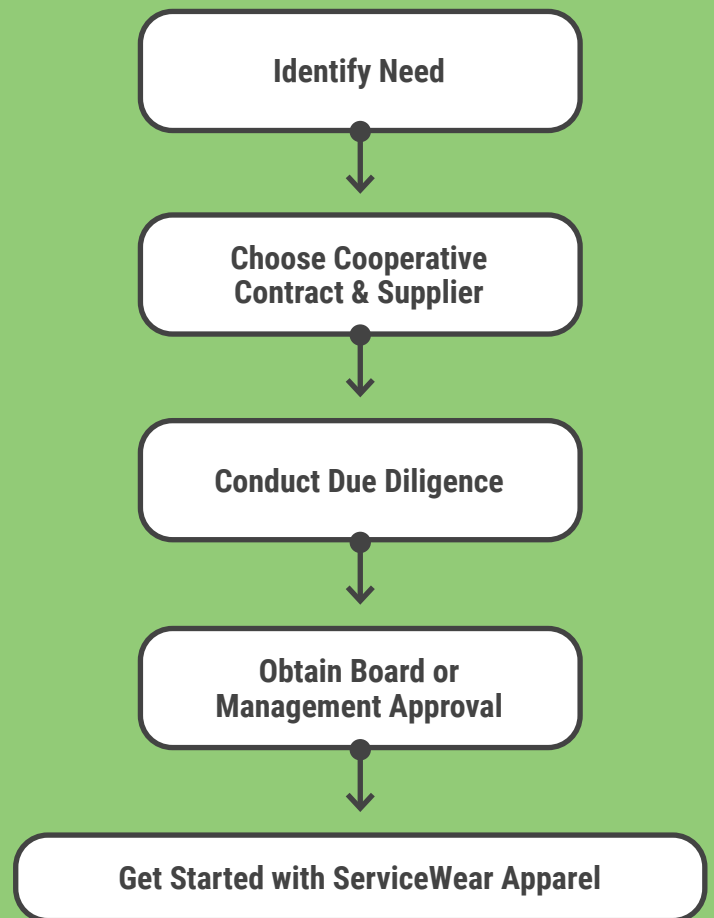 Identify Need
Choose Cooperative
Contract & Supplier
Conduct Due Diligence
Obtain Board or
Management Approval
Get Started with ServiceWear Apparel